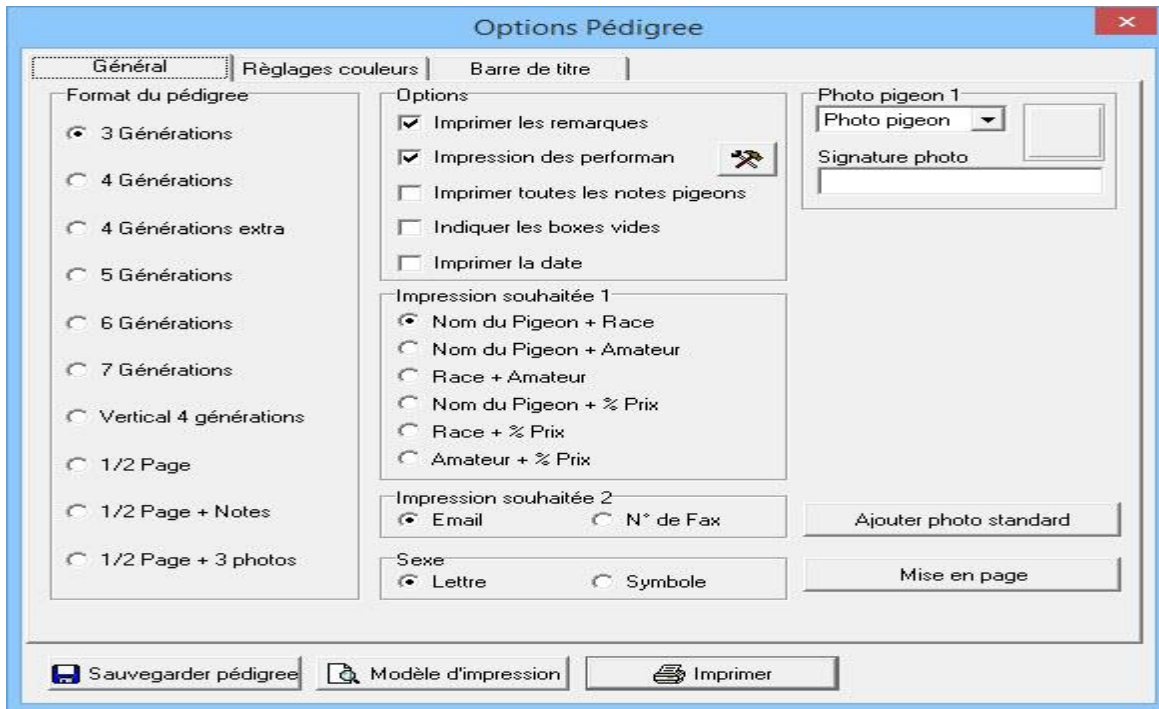 Options Pédigree
Général
Règlages couleurs
Barre de titre
Format du pédigree
3 Générations
4 Générations
4 Générations extra
5 Générations
6 Générations
7 Générations
Vertical 4 générations
1/2 Page
1/2 Page + Notes
1/2 Page + 3 photos
Options
Imprimer les remarques
Impression des performan
Imprimer toutes les notes pigeons
Indiquer les boxes vides
Imprimer la date
Impression souhaitée 1
Nom du Pigeon + Race
Nom du Pigeon + Amateur
Race + Amateur
Nom du Pigeon + % Prix
Race + % Prix
Amateur + % Prix
Impression souhaitée 2
Email
N° de Fax
Sexe
Lettre
Symbole
Photo pigeon 1
Photo pigeon
Signature photo
Ajouter photo standard
Mise en page
Sauvegarder pédigree
Modèle d'impression
Imprimer